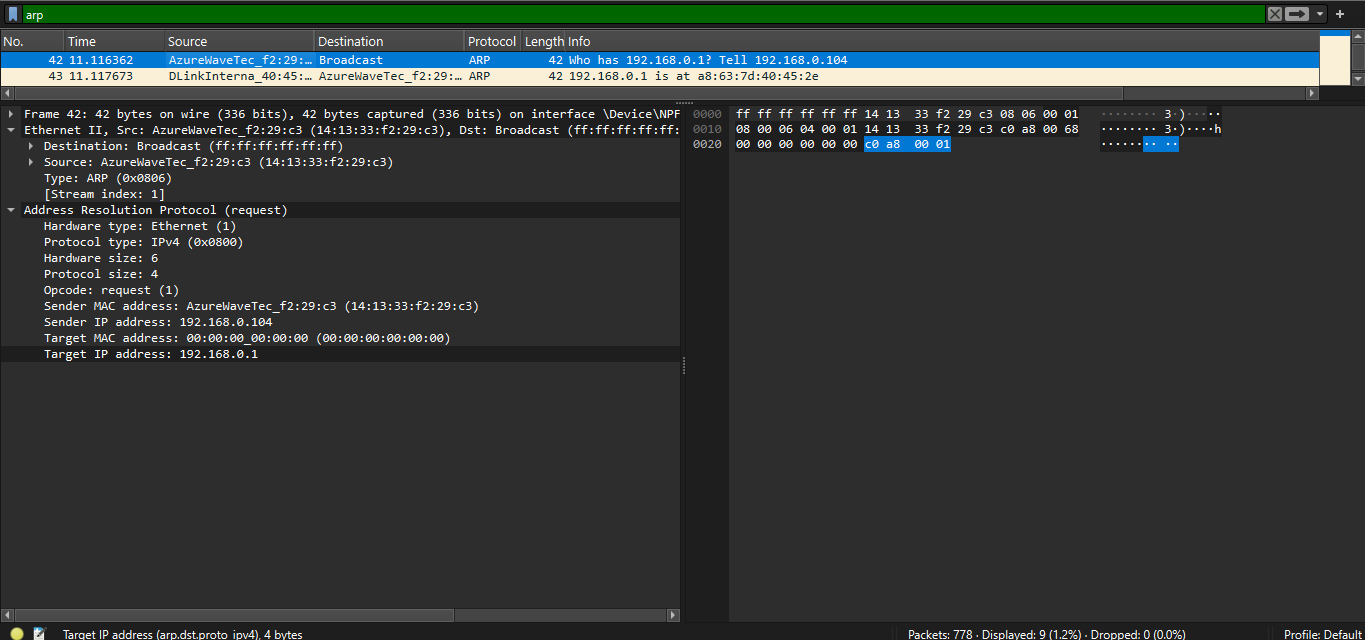 arp
No. Time Source Destination Protocol Length Info
42 11.116362 AzureWaveTec_f2:29:… Broadcast ARP 42 Who has 192.168.0.1? Tell 192.168.0.104
43 11.117673 DLinkInterna_40:45:… AzureWaveTec_f2:29:… ARP 42 192.168.0.1 is at a8:63:7d:40:45:2e
Frame 42: 42 bytes on wire (336 bits), 42 bytes captured (336 bits) on interface \Device\NPF
Ethernet II, Src: AzureWaveTec_f2:29:c3 (14:13:33:f2:29:c3), Dst: Broadcast (ff:ff:ff:ff:ff:
Destination: Broadcast (ff:ff:ff:ff:ff:ff)
Source: AzureWaveTec_f2:29:c3 (14:13:33:f2:29:c3)
Type: ARP (0x0806)
[Stream index: 1]
Address Resolution Protocol (request)
Hardware type: Ethernet (1)
Protocol type: IPv4 (0x0800)
Hardware size: 6
Protocol size: 4
Opcode: request (1)
Sender MAC address: AzureWaveTec_f2:29:c3 (14:13:33:f2:29:c3)
Sender IP address: 192.168.0.104
Target MAC address: 00:00:00_00:00:00 (00:00:00:00:00:00)
Target IP address: 192.168.0.1
0000 ff ff ff ff ff ff 14 13 33 f2 29 c3 08 06 00 01 ········ 3·)·····
0010 08 00 06 04 00 01 14 13 33 f2 29 c3 c0 a8 00 68 ········ 3·)····h
0020 00 00 00 00 00 00 c0 a8 00 01 ········ ··
Target IP address (arp.dst.proto_ipv4), 4 bytes
Packets: 778 · Displayed: 9 (1.2%) · Dropped: 0 (0.0%)
Profile: Default